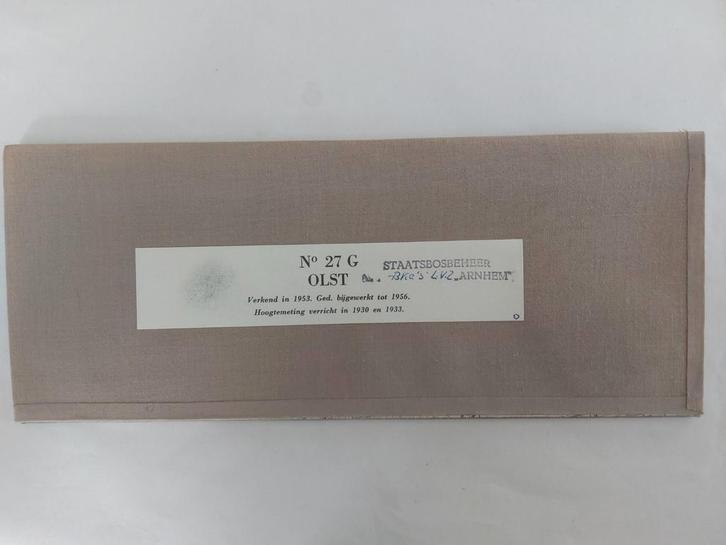 Nº 27 G
OLST
Verkend in 1953. Ged. bijgewerkt tot 1956.
Hoogtemeting verricht in 1930 en 1933.
STAATSBOSBEHEER
"ARNHEM"